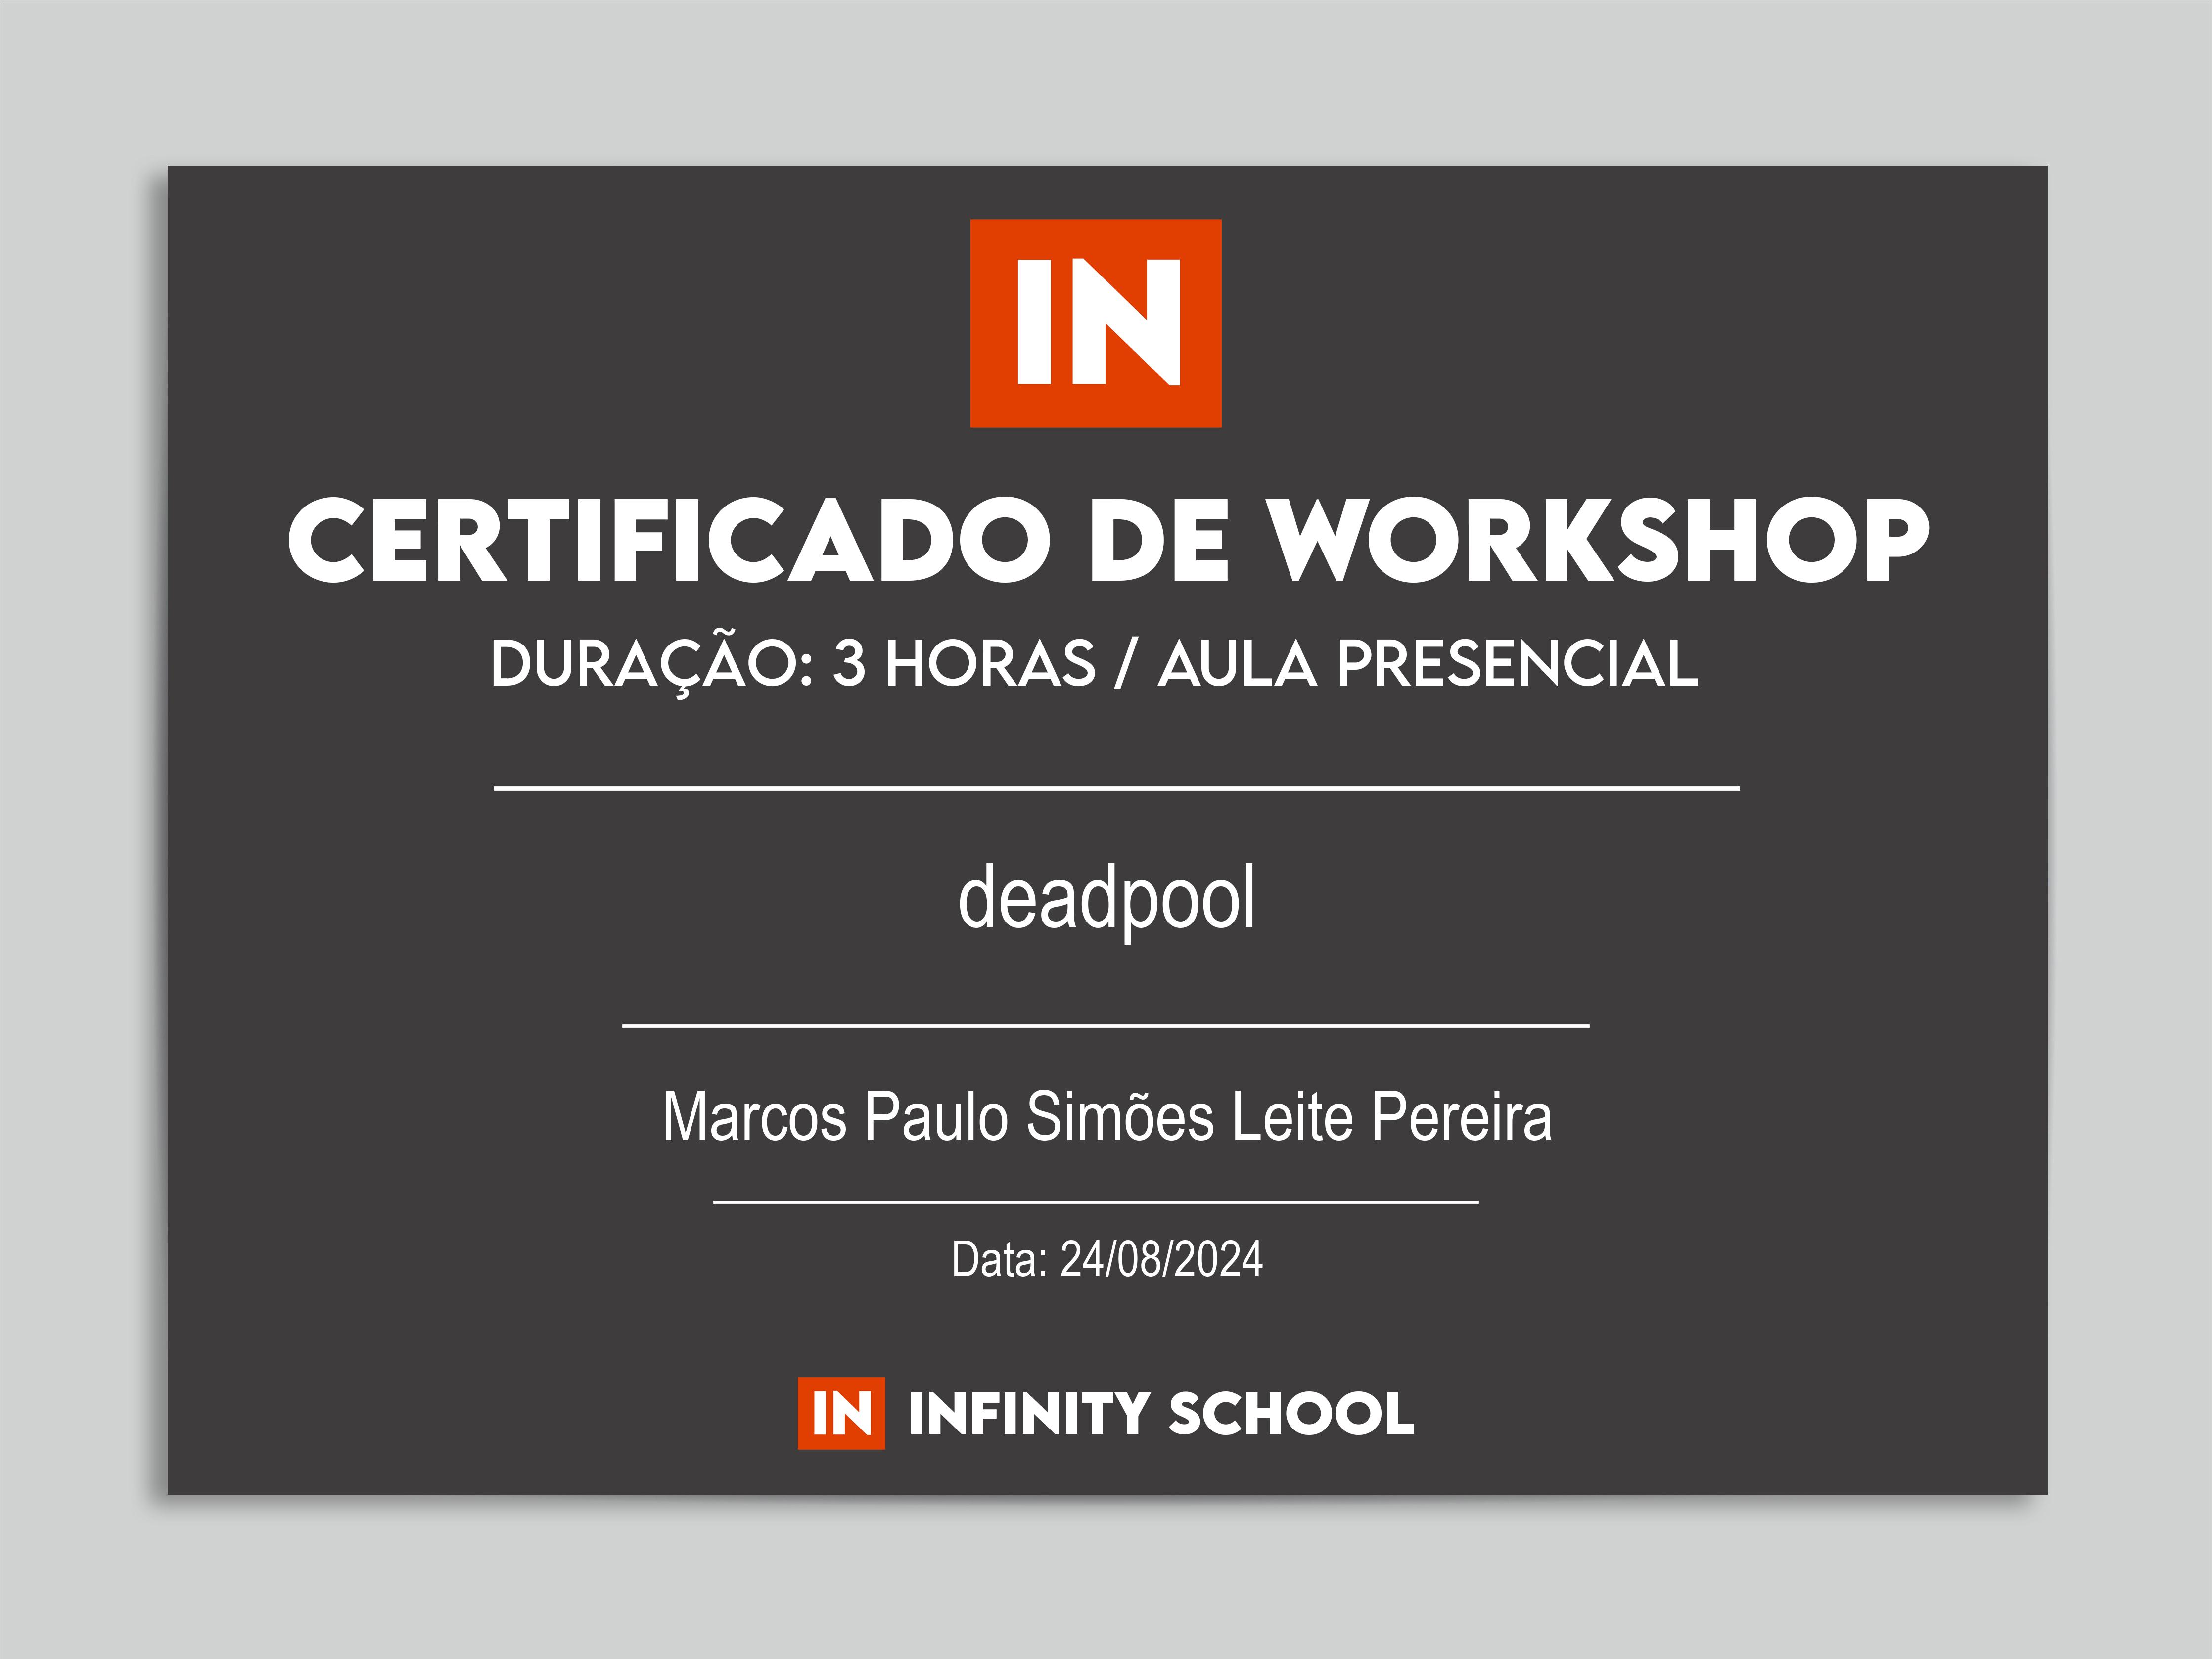 IN
CERTIFICADO DE WORKSHOP
DURAÇÃO: 3 HORAS / AULA PRESENCIAL
deadpool
Marcos Paulo Simões Leite Pereira
Data: 24/08/2024
IN INFINITY SCHOOL